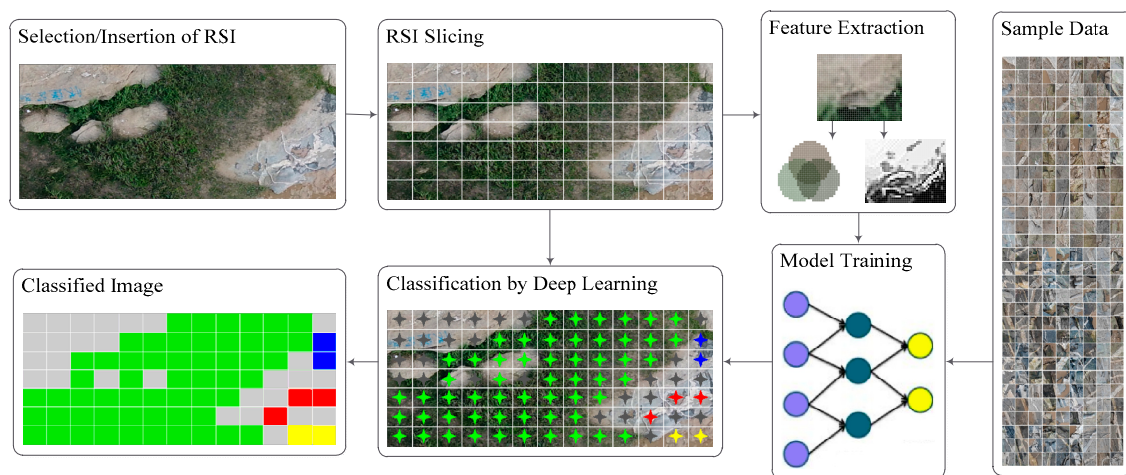 Selection/Insertion of RSI
RSI Slicing
Feature Extraction
Sample Data
Classified Image
Classification by Deep Learning
Model Training